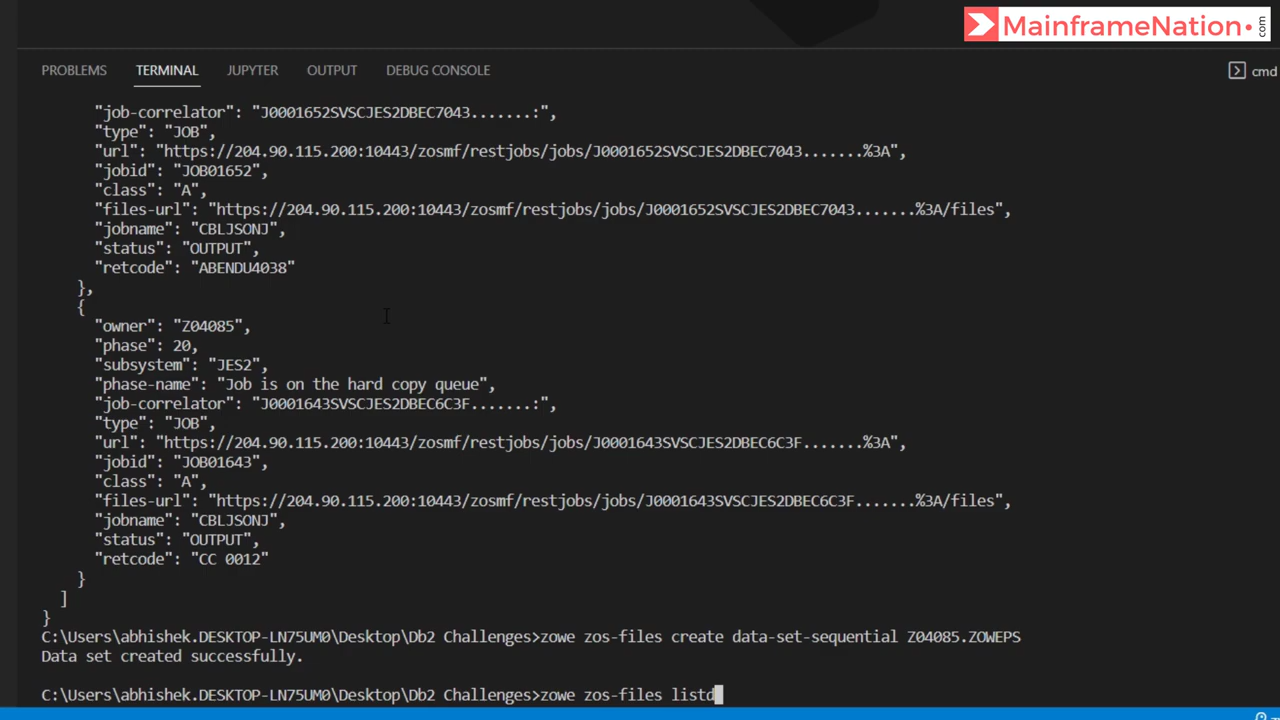 MainframeNation.com
PROBLEMS TERMINAL JUPYTER OUTPUT DEBUG CONSOLE cmd
"job-correlator": "J0001652SVSCJES2DBEC7043.......:",
"type": "JOB",
"url": "https://204.90.115.200:10443/zosmf/restjobs/jobs/J0001652SVSCJES2DBEC7043.......%3A",
"jobid": "JOB01652",
"class": "A",
"files-url": "https://204.90.115.200:10443/zosmf/restjobs/jobs/J0001652SVSCJES2DBEC7043.......%3A/files",
"jobname": "CBLJSONJ",
"status": "OUTPUT",
"retcode": "ABENDU4038"
},
{
"owner": "Z04085",
"phase": 20,
"subsystem": "JES2",
"phase-name": "Job is on the hard copy queue",
"job-correlator": "J0001643SVSCJES2DBEC6C3F.......:",
"type": "JOB",
"url": "https://204.90.115.200:10443/zosmf/restjobs/jobs/J0001643SVSCJES2DBEC6C3F.......%3A",
"jobid": "JOB01643",
"class": "A",
"files-url": "https://204.90.115.200:10443/zosmf/restjobs/jobs/J0001643SVSCJES2DBEC6C3F.......%3A/files",
"jobname": "CBLJSONJ",
"status": "OUTPUT",
"retcode": "CC 0012"
}
]
}
C:\Users\abhishek.DESKTOP-LN75UM0\Desktop\Db2 Challenges>zowe zos-files create data-set-sequential Z04085.ZOWEPS
Data set created successfully.
C:\Users\abhishek.DESKTOP-LN75UM0\Desktop\Db2 Challenges>zowe zos-files listd